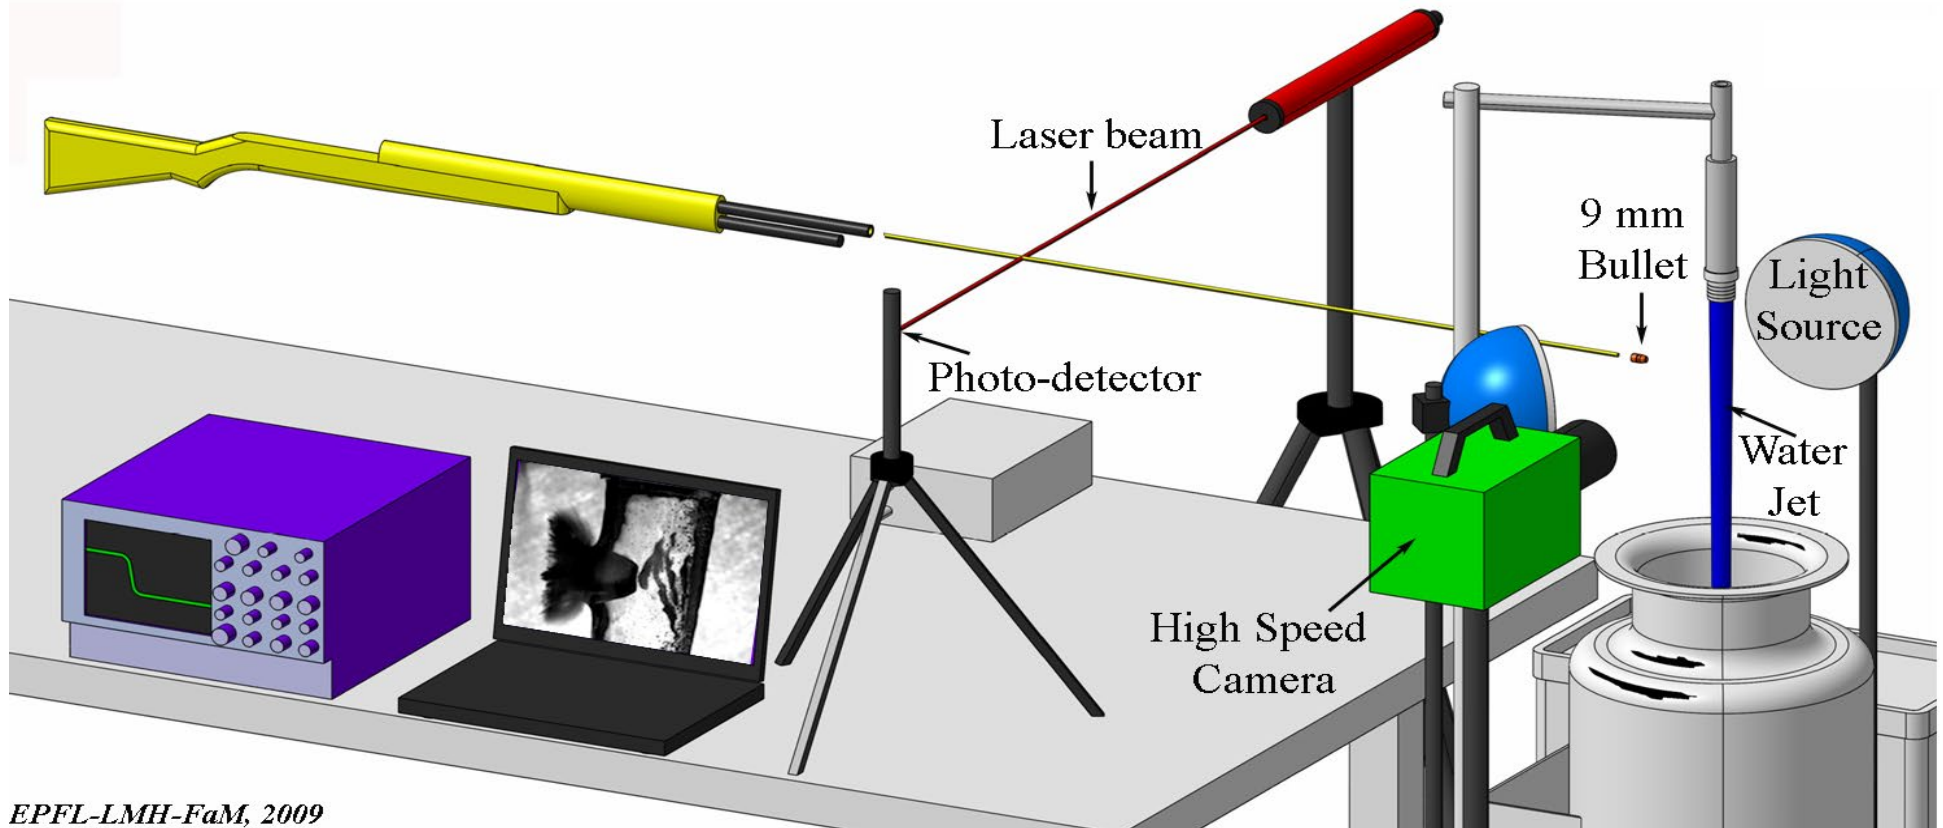 Laser beam
9 mm
Bullet
Light
Source
Photo-detector
Water
Jet
High Speed
Camera
EPFL-LMH-FaM, 2009